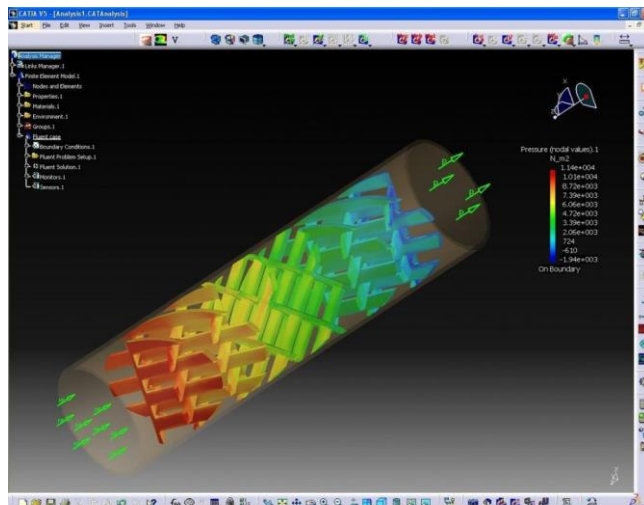 CATIA V5 - [Analysis1.CATAnalysis]
Start File Edit View Insert Tools Window Help
Analysis Manager
Links Manager.1
Finite Element Model.1
Nodes and Elements
Properties.1
Materials.1
Environment.1
Groups.1
Fluent case
Boundary Conditions.1
Fluent Problem Setup.1
Fluent Solution.1
Monitors.1
Sensors.1
Pressure (nodal values).1
N_m2
1.14e+004
1.01e+004
8.72e+003
7.39e+003
6.06e+003
4.72e+003
3.39e+003
2.06e+003
724
-610
-1.94e+003
On Boundary